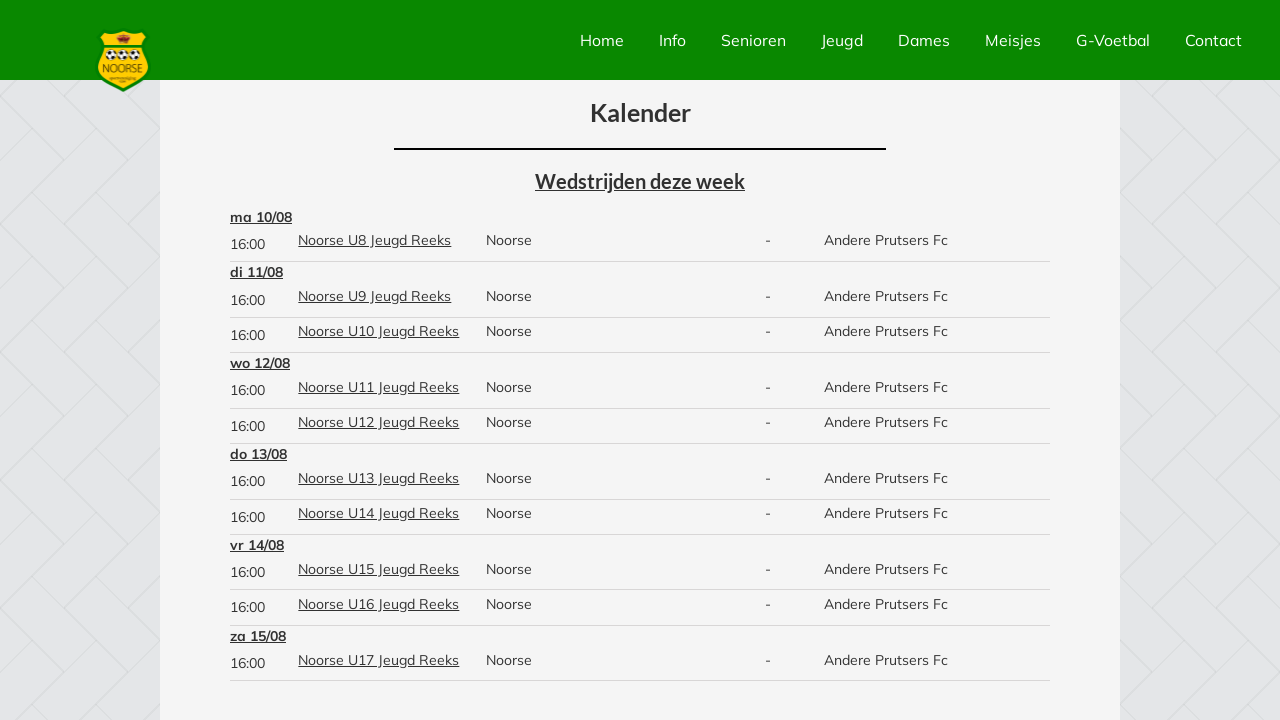 Home Info Senioren Jeugd Dames Meisjes G-Voetbal Contact
NOORSE
Kalender
Wedstrijden deze week
ma 10/08
16:00 Noorse U8 Jeugd Reeks Noorse - Andere Prutsers Fc
di 11/08
16:00 Noorse U9 Jeugd Reeks Noorse - Andere Prutsers Fc
16:00 Noorse U10 Jeugd Reeks Noorse - Andere Prutsers Fc
wo 12/08
16:00 Noorse U11 Jeugd Reeks Noorse - Andere Prutsers Fc
16:00 Noorse U12 Jeugd Reeks Noorse - Andere Prutsers Fc
do 13/08
16:00 Noorse U13 Jeugd Reeks Noorse - Andere Prutsers Fc
16:00 Noorse U14 Jeugd Reeks Noorse - Andere Prutsers Fc
vr 14/08
16:00 Noorse U15 Jeugd Reeks Noorse - Andere Prutsers Fc
16:00 Noorse U16 Jeugd Reeks Noorse - Andere Prutsers Fc
za 15/08
16:00 Noorse U17 Jeugd Reeks Noorse - Andere Prutsers Fc